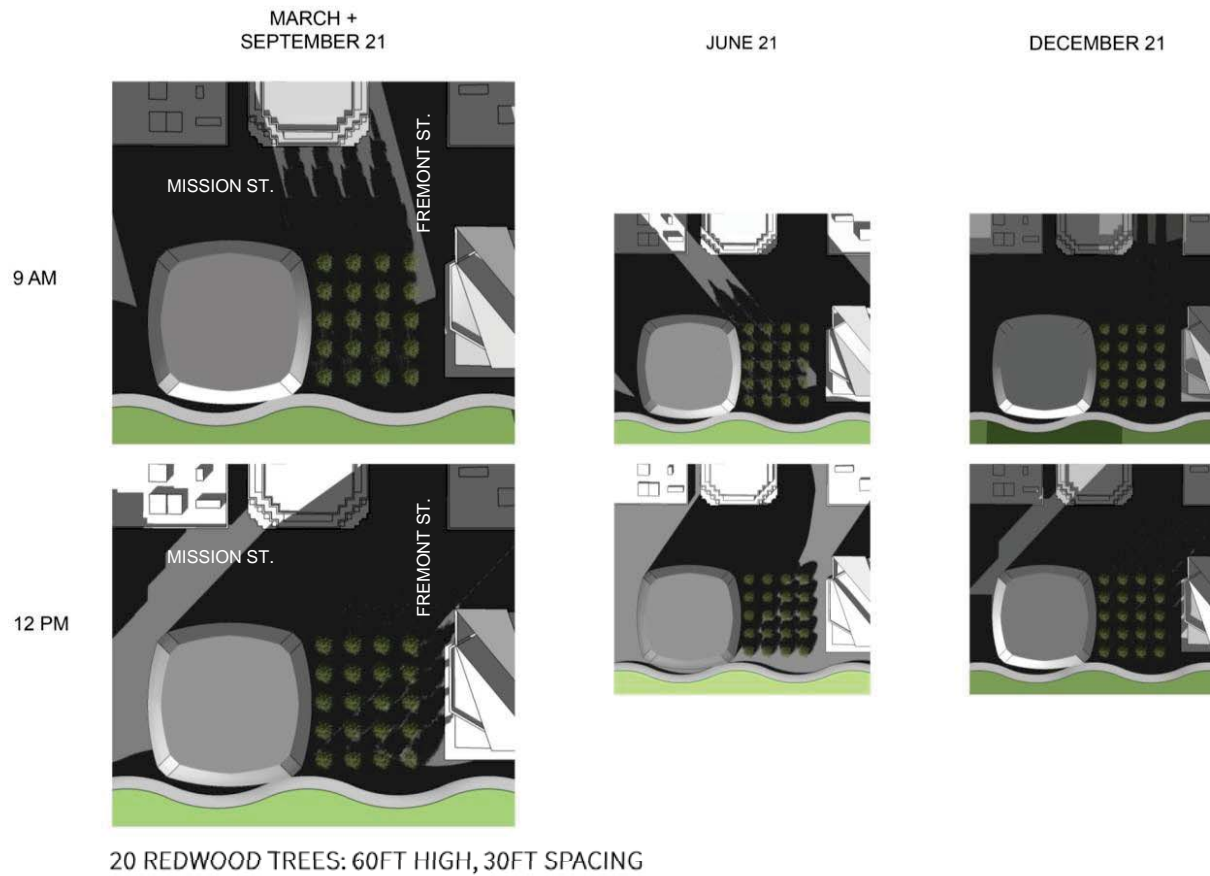 MARCH +
SEPTEMBER 21
JUNE 21
DECEMBER 21
9 AM
MISSION ST.
FREMONT ST.
12 PM
MISSION ST.
FREMONT ST.
20 REDWOOD TREES: 60FT HIGH, 30FT SPACING